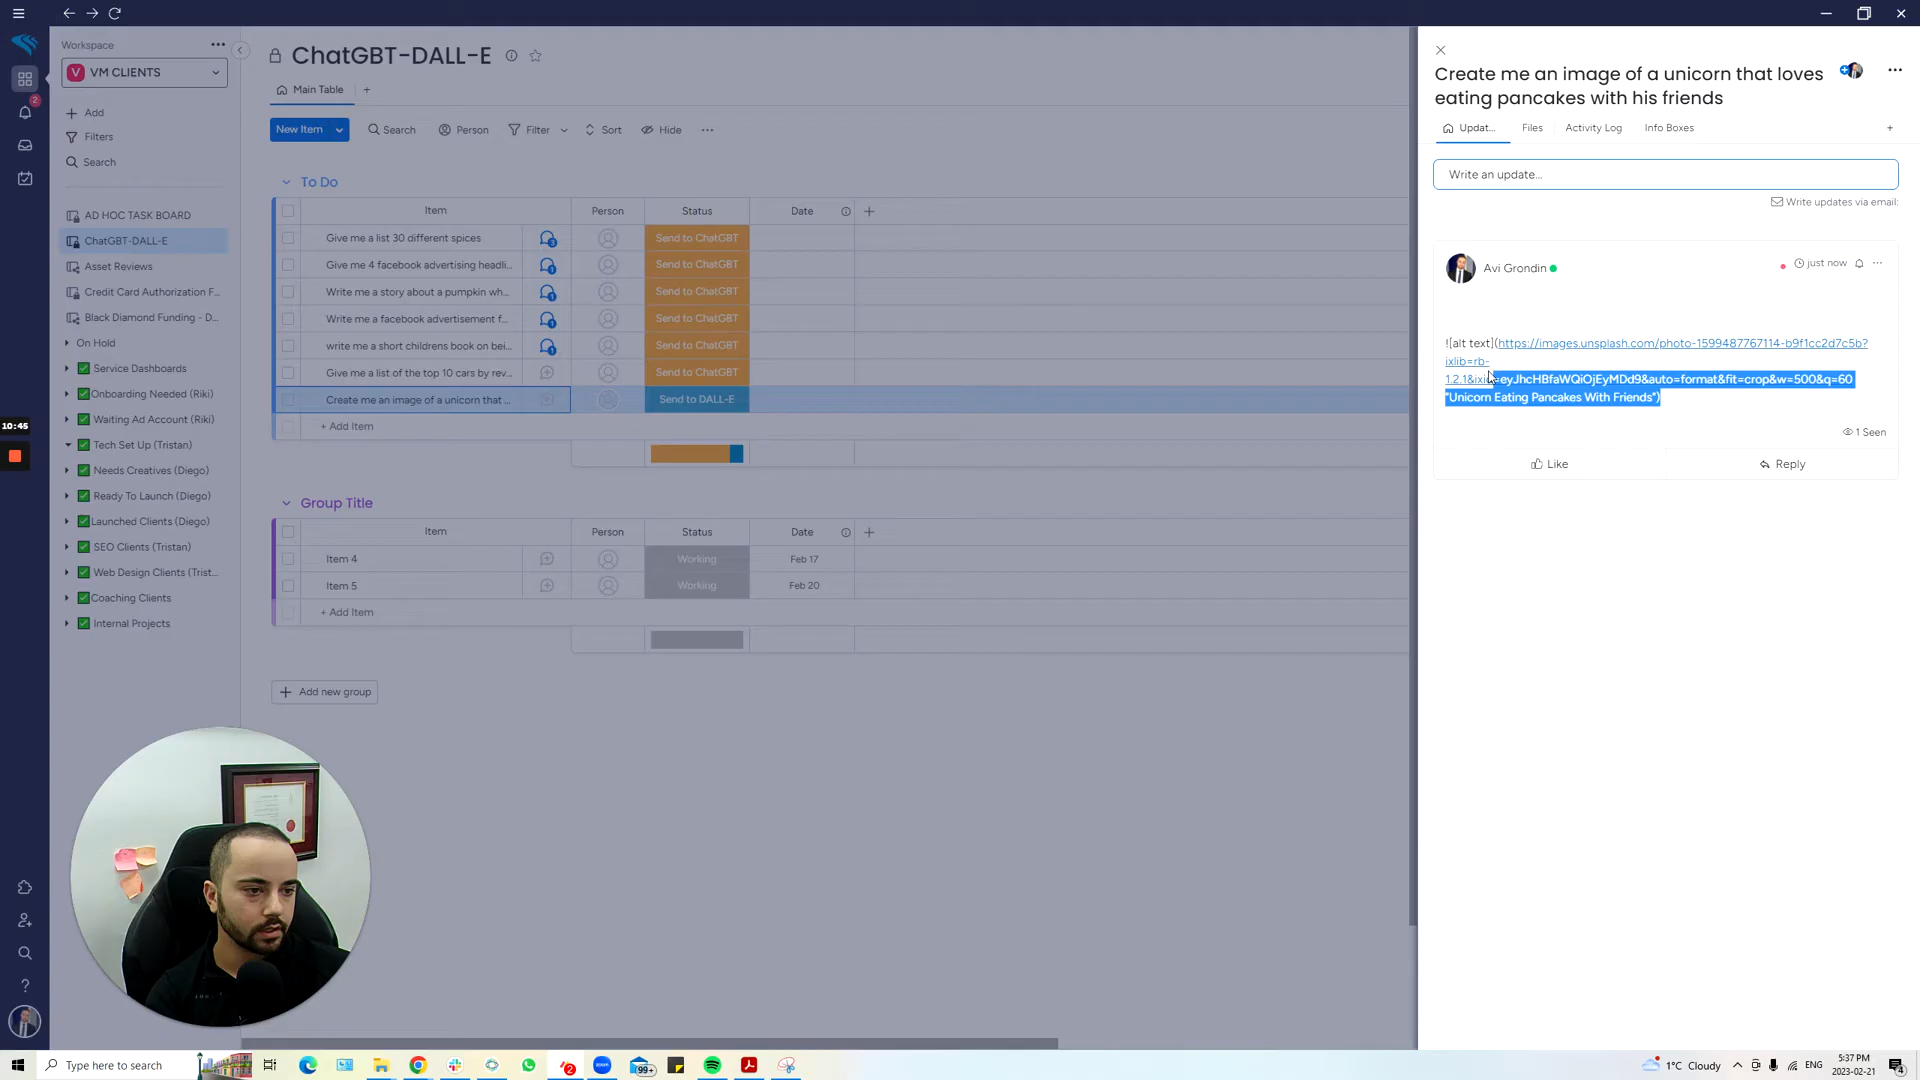 Workspace
V VM CLIENTS
Add
Filters
Search
AD HOC TASK BOARD
ChatGBT-DALL-E
Asset Reviews
Credit Card Authorization F...
Black Diamond Funding - D...
On Hold
Service Dashboards
Onboarding Needed (Riki)
Waiting Ad Account (Riki)
Tech Set Up (Tristan)
Needs Creatives (Diego)
Ready To Launch (Diego)
Launched Clients (Diego)
SEO Clients (Tristan)
Web Design Clients (Trist...
Coaching Clients
Internal Projects
2
10:45
ChatGBT-DALL-E
Main Table
New Item
Search
Person
Filter
Sort
Hide
To Do
Item Person Status Date
Give me a list 30 different spices 3 Send to ChatGBT
Give me 4 facebook advertising headli... 1 Send to ChatGBT
Write me a story about a pumpkin wh... 1 Send to ChatGBT
Write me a facebook advertisement f... 1 Send to ChatGBT
write me a short childrens book on bei... 1 Send to ChatGBT
Give me a list of the top 10 cars by rev... Send to ChatGBT
Create me an image of a unicorn that ... Send to DALL-E
+ Add Item
Group Title
Item Person Status Date
Item 4 Working Feb 17
Item 5 Working Feb 20
+ Add Item
Add new group
Create me an image of a unicorn that loves
eating pancakes with his friends
Updat...
Files
Activity Log
Info Boxes
Write an update...
Write updates via email:
Avi Grondin
just now
![alt text](https://images.unsplash.com/photo-1599487767114-b9f1cc2d7c5b?
ixlib=rb-
1.2.1&ixid=eyJhcHBfaWQiOjEyMDd9&auto=format&fit=crop&w=500&q=60
"Unicorn Eating Pancakes With Friends")
1 Seen
Like
Reply
Type here to search
2
zoom
99+
1°C Cloudy
ENG
5:37 PM
2023-02-21
4